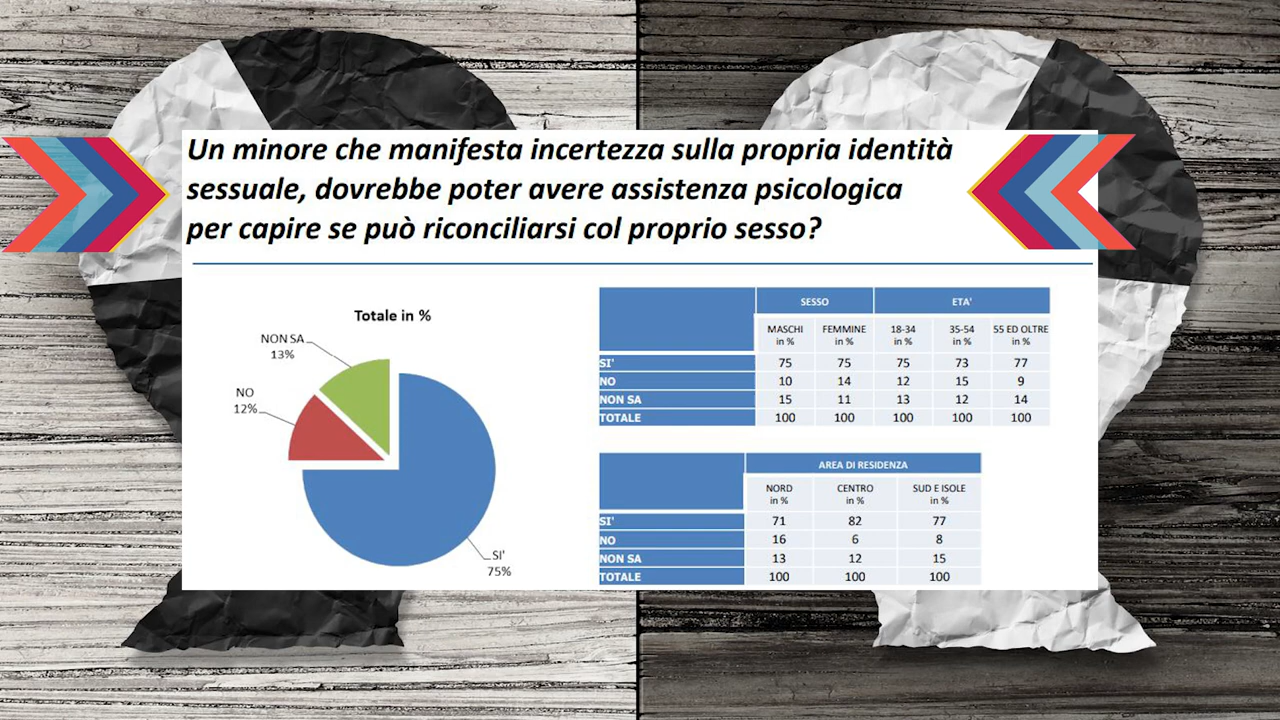 Un minore che manifesta incertezza sulla propria identità
sessuale, dovrebbe poter avere assistenza psicologica
per capire se può riconciliarsi col proprio sesso?
Totale in %
NON SA
13%
NO
12%
SI'
75%
SESSO ETA'
MASCHI in % FEMMINE in % 18-34 in % 35-54 in % 55 ED OLTRE in %
SI' 75 75 75 73 77
NO 10 14 12 15 9
NON SA 15 11 13 12 14
TOTALE 100 100 100 100 100
AREA DI RESIDENZA
NORD in % CENTRO in % SUD E ISOLE in %
SI' 71 82 77
NO 16 6 8
NON SA 13 12 15
TOTALE 100 100 100